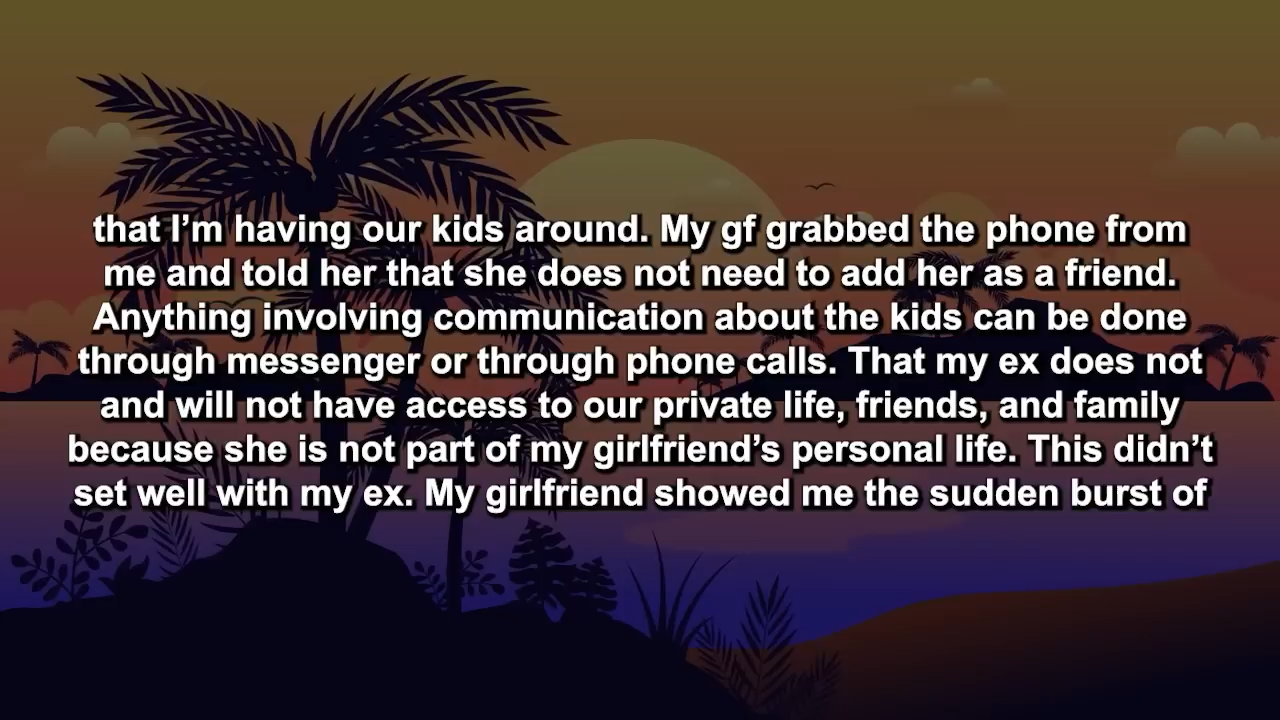 that I’m having our kids around. My gf grabbed the phone from
me and told her that she does not need to add her as a friend.
Anything involving communication about the kids can be done
through messenger or through phone calls. That my ex does not
and will not have access to our private life, friends, and family
because she is not part of my girlfriend’s personal life. This didn’t
set well with my ex. My girlfriend showed me the sudden burst of